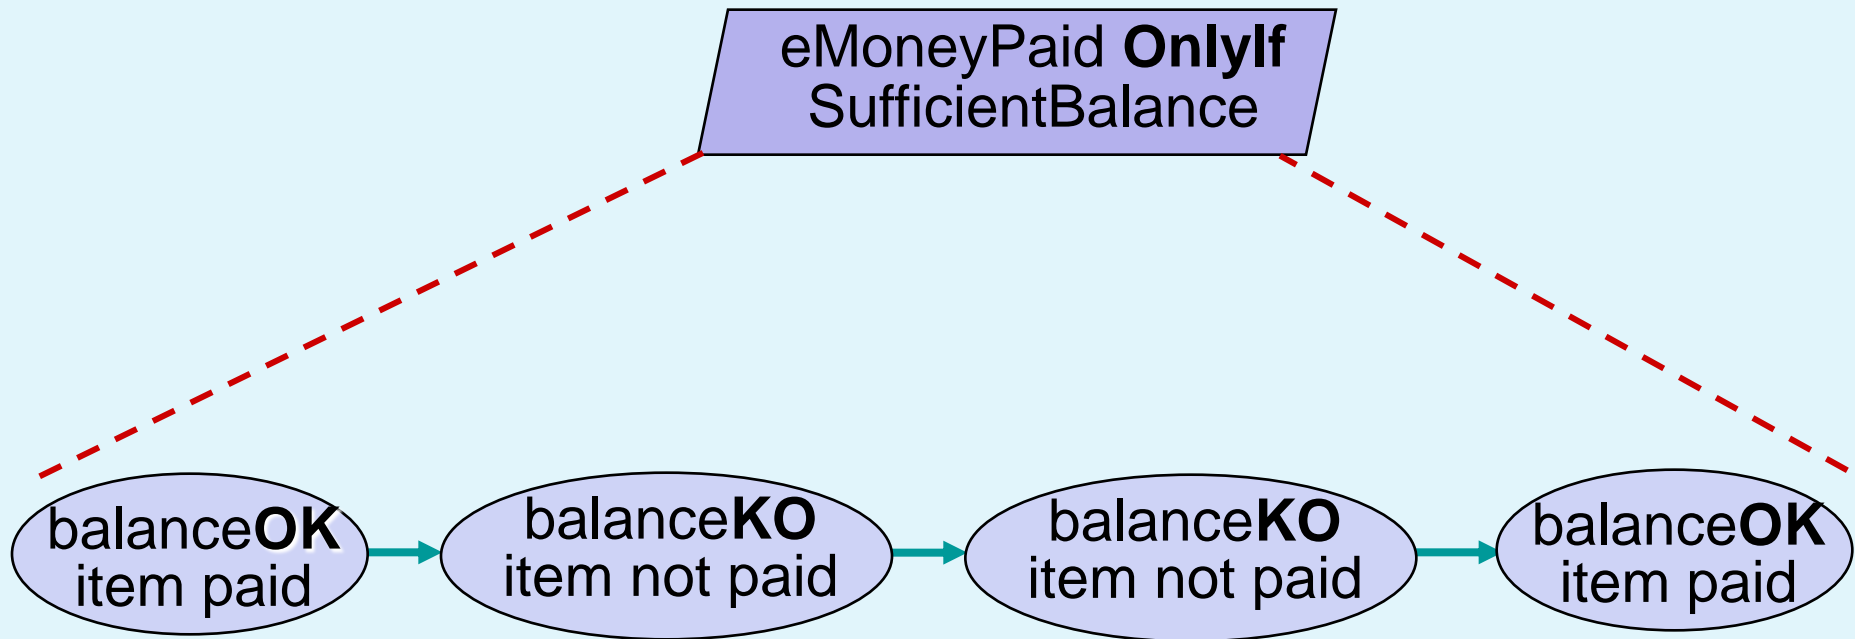 eMoneyPaid OnlyIf
SufficientBalance
balanceOK
item paid
balanceKO
item not paid
balanceKO
item not paid
balanceOK
item paid